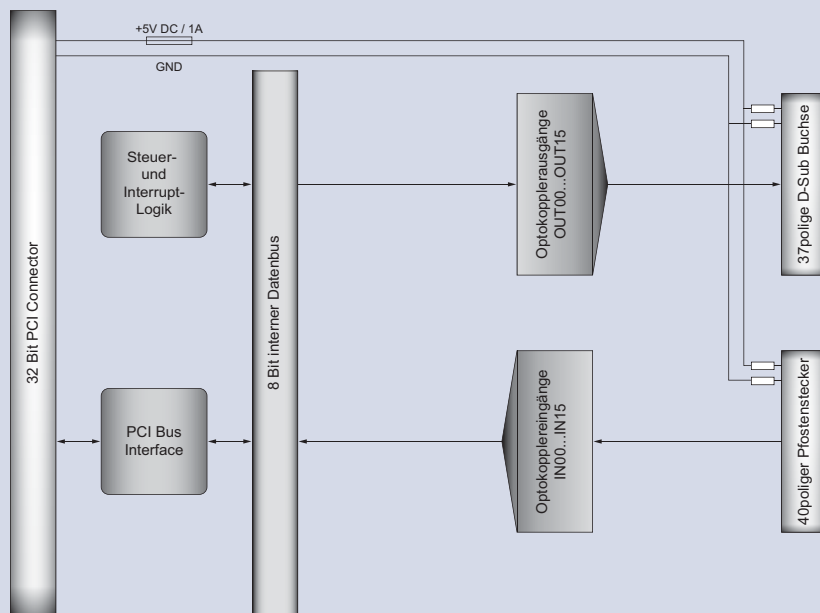 +5V DC / 1A
GND
32 Bit PCI Connector
Steuer-
und
Interrupt-
Logik
PCI Bus
Interface
8 Bit interner Datenbus
Optokopplerausgänge
OUT00...OUT15
Optokopplereingänge
IN00...IN15
37polige D-Sub Buchse
40poliger Pfostenstecker